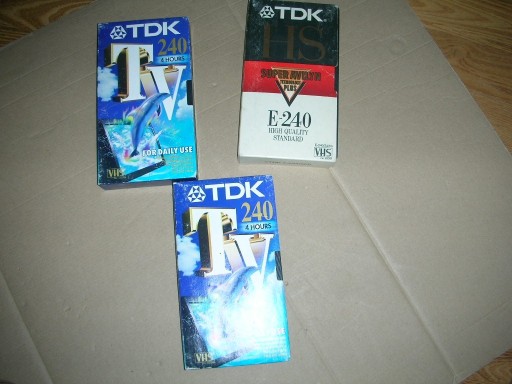 TDK
240
4 HOURS
TV
FOR DAILY USE
VHS
TDK
HS
SUPER AVILYN
TECHNOLOGY
PLUS
E-240
HIGH QUALITY
STANDARD
VHS
TDK
240
4 HOURS
TV
VHS